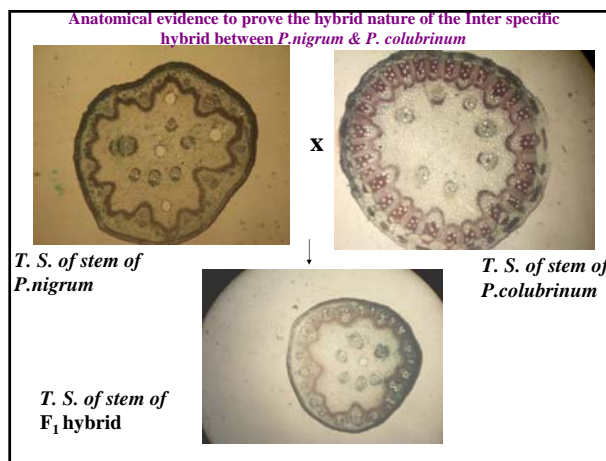 Anatomical evidence to prove the hybrid nature of the Inter specific
hybrid between P.nigrum & P. colubrinum
x
T. S. of stem of
P.nigrum
T. S. of stem of
P.colubrinum
T. S. of stem of
F₁ hybrid